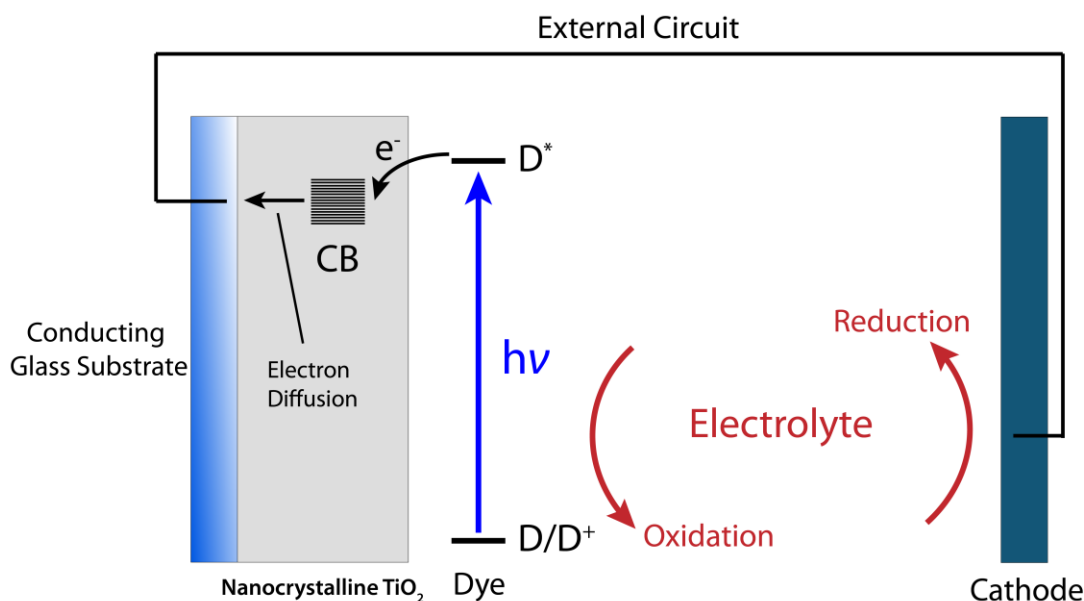 External Circuit
e⁻
D*
CB
Conducting
Glass Substrate
Electron
Diffusion
hν
Reduction
Electrolyte
Oxidation
D/D⁺
Nanocrystalline TiO₂
Dye
Cathode